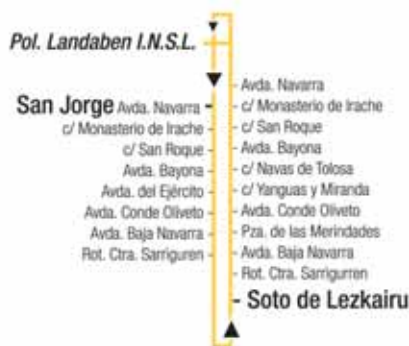 Pol. Landaben I.N.S.L.
San Jorge Avda. Navarra
c/ Monasterio de Irache
c/ San Roque
Avda. Bayona
Avda. del Ejército
Avda. Conde Oliveto
Avda. Baja Navarra
Rot. Ctra. Sarriguren
Avda. Navarra
c/ Monasterio de Irache
c/ San Roque
Avda. Bayona
c/ Navas de Tolosa
c/ Yanguas y Miranda
Avda. Conde Oliveto
Pza. de las Merindades
Avda. Baja Navarra
Rot. Ctra. Sarrigurren
Soto de Lezkairu